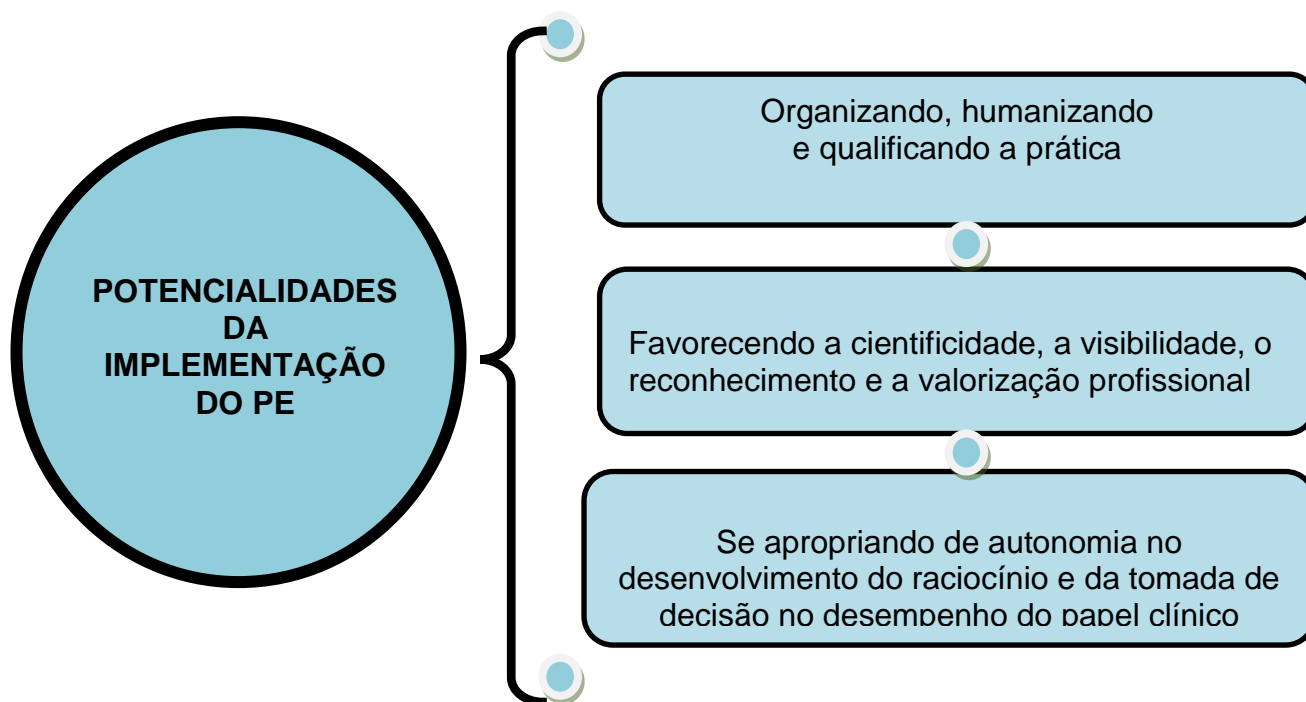 POTENCIALIDADES
DA
IMPLEMENTAÇÃO
DO PE
Organizando, humanizando
e qualificando a prática
Favorecendo a cientificidade, a visibilidade, o
reconhecimento e a valorização profissional
Se apropriando de autonomia no
desenvolvimento do raciocínio e da tomada de
decisão no desempenho do papel clínico